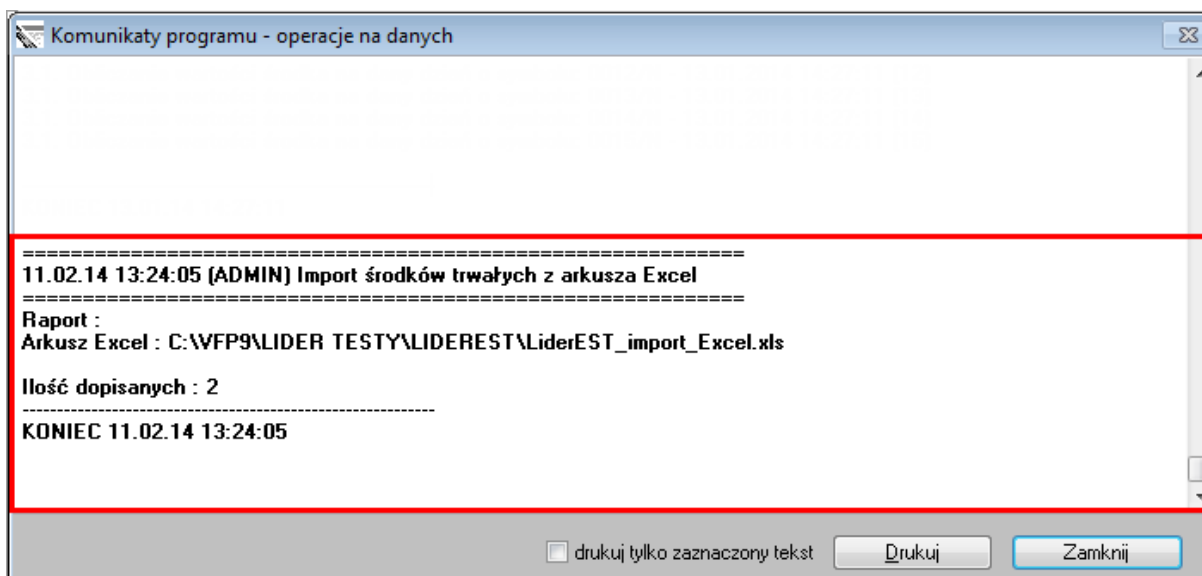 Komunikaty programu - operacje na danych
============================================================
11.02.14 13:24:05 (ADMIN) Import środków trwałych z arkusza Excel
============================================================
Raport :
Arkusz Excel : C:\VFP9\LIDER TESTY\LIDEREST\LiderEST_import_Excel.xls
Ilość dopisanych : 2
------------------------------------------------------------
KONIEC 11.02.14 13:24:05
drukuj tylko zaznaczony tekst
Drukuj
Zamknij